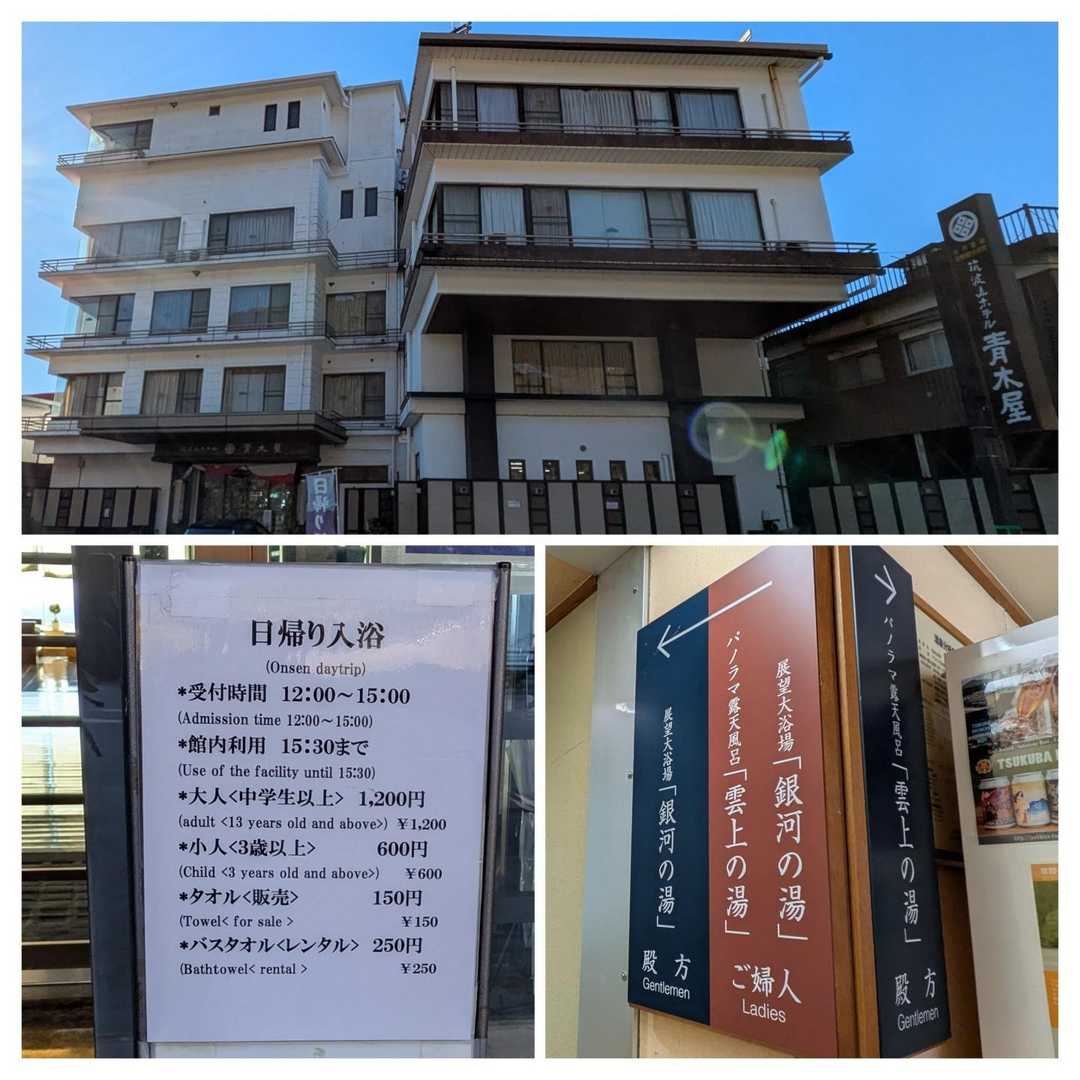 筑波山ホテル
青木屋
青木屋
日帰り
日帰り入浴
(Onsen daytrip)
*受付時間 12:00〜15:00
(Admission time 12:00〜15:00)
*館内利用 15:30まで
(Use of the facility until 15:30)
*大人<中学生以上> 1,200円
(adult <13 years old and above>) ¥1,200
*小人<3歳以上> 600円
(Child <3 years old and above>) ¥600
*タオル<販売> 150円
(Towel< for sale > ¥150
*バスタオル<レンタル> 250円
(Bathtowel< rental > ¥250
展望大浴場「銀河の湯」
パノラマ露天風呂「雲上の湯」
ご婦人
Ladies
展望大浴場「銀河の湯」
殿方
Gentlemen
パノラマ露天風呂「雲上の湯」
殿方
Gentlemen
TSUKUBA